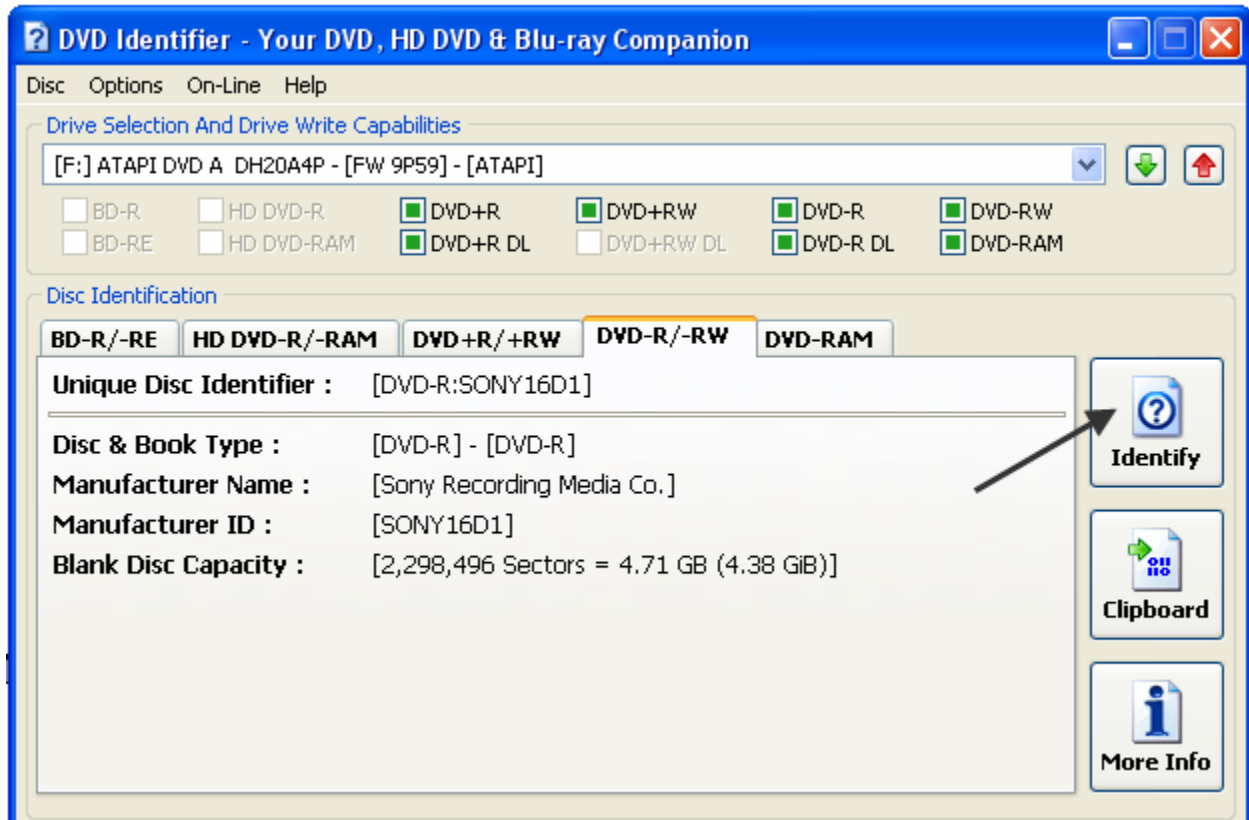 DVD Identifier - Your DVD, HD DVD & Blu-ray Companion
Disc Options On-Line Help
Drive Selection And Drive Write Capabilities
[F:] ATAPI DVD A DH20A4P - [FW 9P59] - [ATAPI]
BD-R HD DVD-R DVD+R DVD+RW DVD-R DVD-RW
BD-RE HD DVD-RAM DVD+R DL DVD+RW DL DVD-R DL DVD-RAM
Disc Identification
BD-R/-RE HD DVD-R/-RAM DVD+R/+RW DVD-R/-RW DVD-RAM
Unique Disc Identifier : [DVD-R:SONY16D1]
Disc & Book Type : [DVD-R] - [DVD-R]
Manufacturer Name : [Sony Recording Media Co.]
Manufacturer ID : [SONY16D1]
Blank Disc Capacity : [2,298,496 Sectors = 4.71 GB (4.38 GiB)]
Identify
Clipboard
More Info